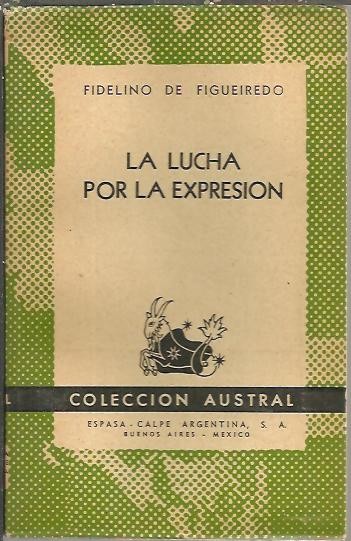 FIDELINO DE FIGUEIREDO
LA LUCHA
POR LA EXPRESION
L
COLECCION AUSTRAL
ESPASA-CALPE ARGENTINA, S. A.
BUENOS AIRES - MEXICO